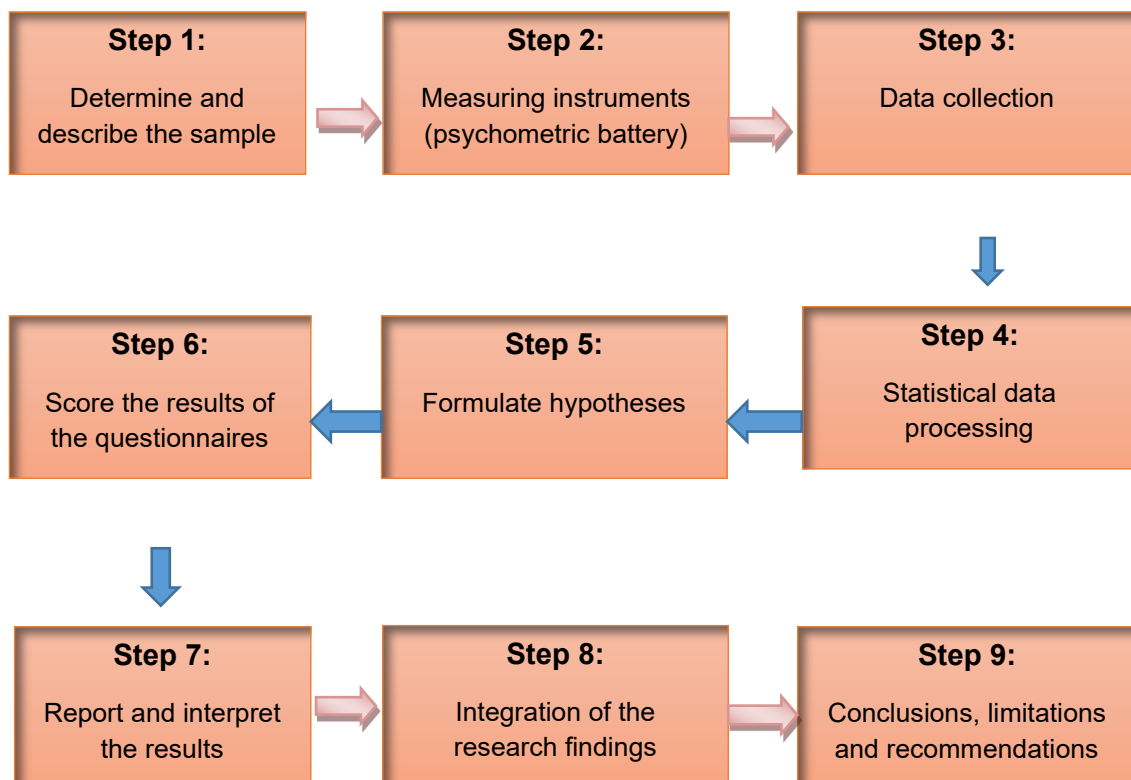 Step 1:
Determine and
describe the sample
Step 2:
Measuring instruments
(psychometric battery)
Step 3:
Data collection
Step 4:
Statistical data
processing
Step 5:
Formulate hypotheses
Step 6:
Score the results of
the questionnaires
Step 7:
Report and interpret
the results
Step 8:
Integration of the
research findings
Step 9:
Conclusions, limitations
and recommendations